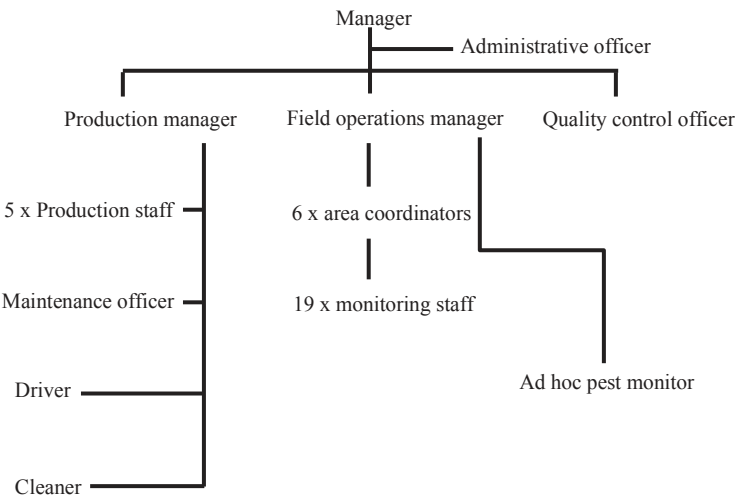 Manager
Administrative officer
Production manager
Field operations manager
Quality control officer
5 x Production staff
6 x area coordinators
Maintenance officer
19 x monitoring staff
Driver
Ad hoc pest monitor
Cleaner